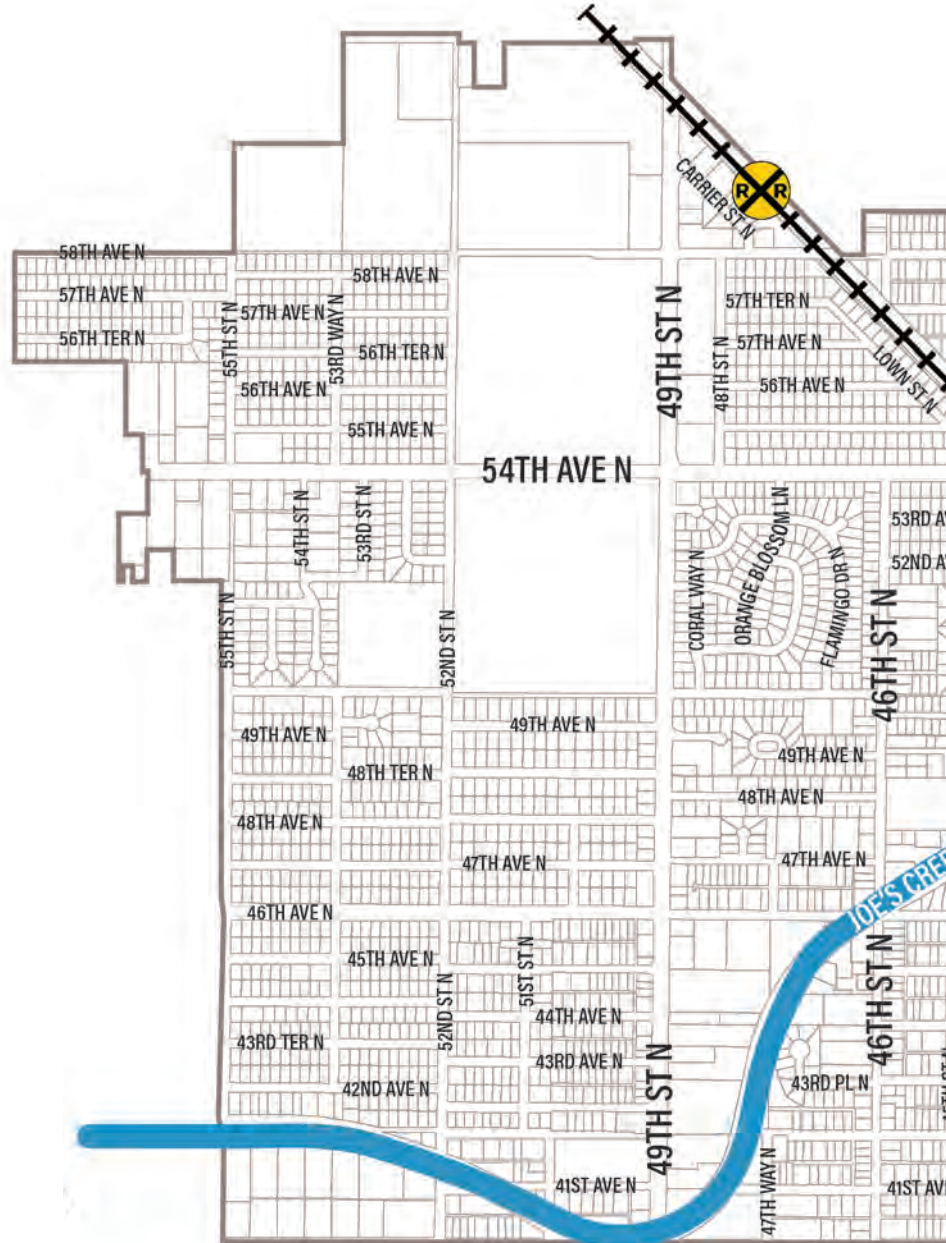 CARRIER ST N
R R
58TH AVE N
58TH AVE N
57TH AVE N
57TH AVE N
56TH TER N
56TH TER N
55TH ST N
53RD WAY N
56TH AVE N
55TH AVE N
49TH ST N
48TH ST N
57TH TER N
57TH AVE N
56TH AVE N
LOWN ST N
54TH AVE N
54TH ST N
53RD ST N
55TH ST N
52ND ST N
CORAL WAY N
ORANGE BLOSSOM LN
FLAMINGO DR N
46TH ST N
53RD AV
52ND AV
49TH AVE N
48TH TER N
49TH AVE N
49TH AVE N
48TH AVE N
48TH AVE N
47TH AVE N
47TH AVE N
JOE'S CREE
46TH AVE N
45TH AVE N
52ND ST N
51ST ST N
44TH AVE N
43RD AVE N
46TH ST N
43RD TER N
42ND AVE N
49TH ST N
43RD PL N
41ST AVE N
47TH WAY N
41ST AVE